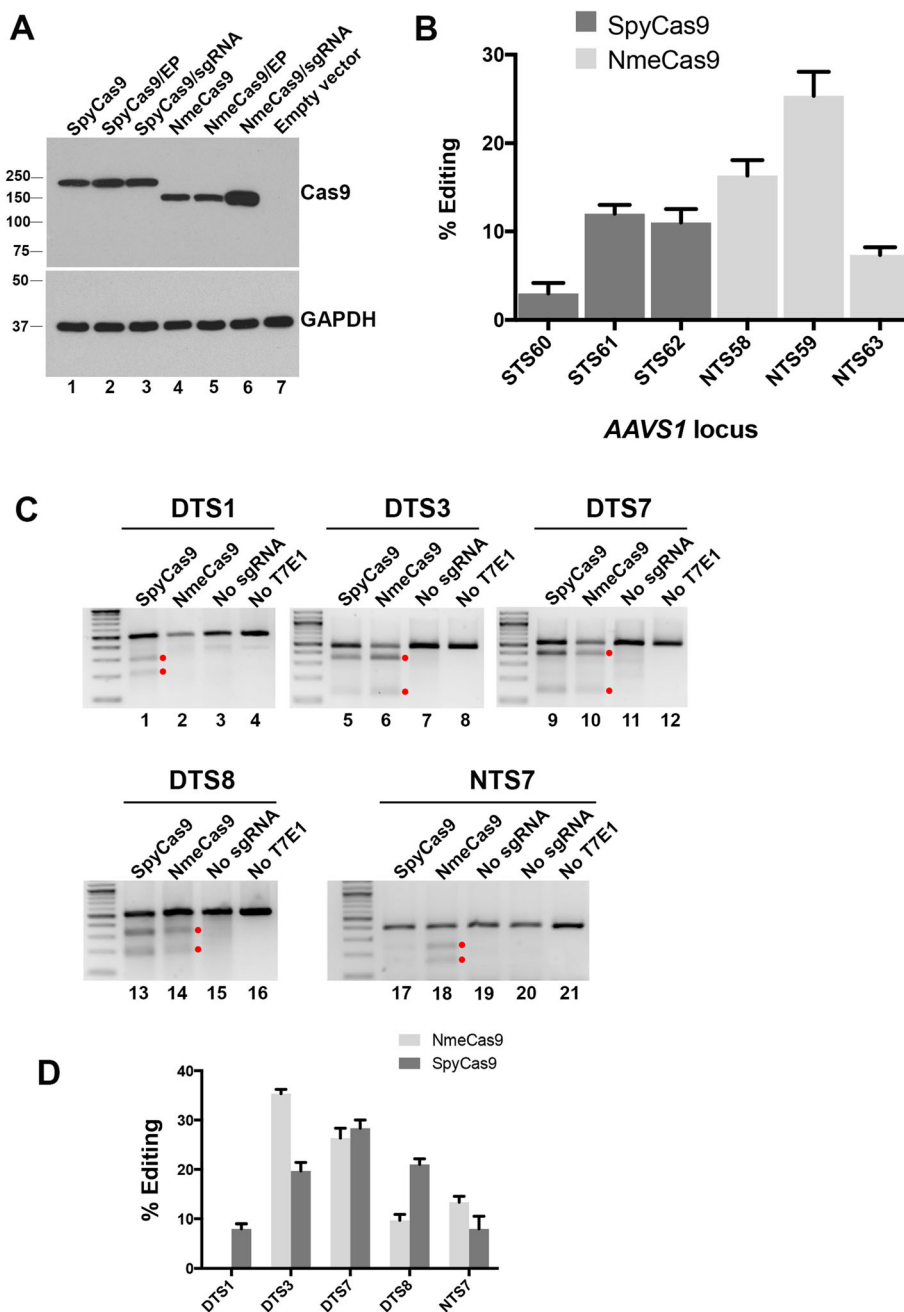 A
SpyCas9
SpyCas9/EP
SpyCas9/sgRNA
NmeCas9
NmeCas9/EP
NmeCas9/sgRNA
Empty vector
250
150
100
75
Cas9
50
37
GAPDH
1 2 3 4 5 6 7
B
SpyCas9
NmeCas9
% Editing
30
20
10
0
STS60 STS61 STS62 NTS58 NTS59 NTS63
AAVS1 locus
C
DTS1
SpyCas9 NmeCas9 No sgRNA No T7E1
1 2 3 4
DTS3
SpyCas9 NmeCas9 No sgRNA No T7E1
5 6 7 8
DTS7
SpyCas9 NmeCas9 No sgRNA No T7E1
9 10 11 12
DTS8
SpyCas9 NmeCas9 No sgRNA No T7E1
13 14 15 16
NTS7
SpyCas9 NmeCas9 No sgRNA No sgRNA No T7E1
17 18 19 20 21
D
NmeCas9
SpyCas9
% Editing
40
30
20
10
0
DTS1 DTS3 DTS7 DTS8 NTS7